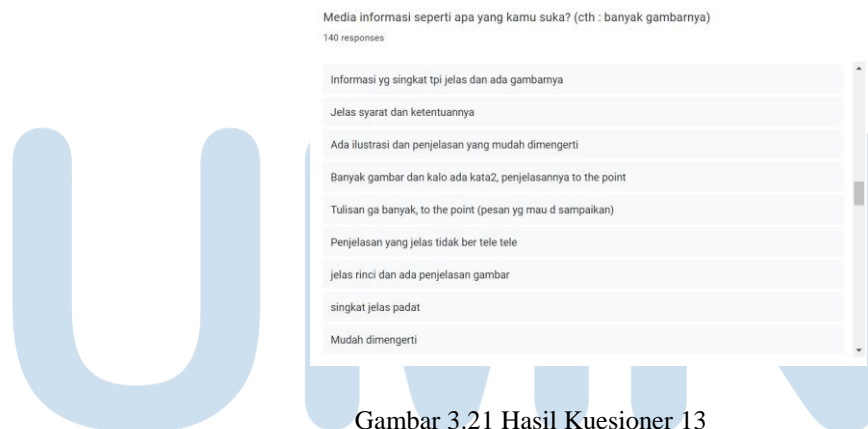 Media informasi seperti apa yang kamu suka? (cth : banyak gambarnya)
140 responses
Informasi yg singkat tpi jelas dan ada gambarnya
Jelas syarat dan ketentuannya
Ada ilustrasi dan penjelasan yang mudah dimengerti
Banyak gambar dan kalo ada kata2, penjelasannya to the point
Tulisan ga banyak, to the point (pesan yg mau d sampaikan)
Penjelasan yang jelas tidak ber tele tele
jelas rinci dan ada penjelasan gambar
singkat jelas padat
Mudah dimengerti
Gambar 3.21 Hasil Kuesioner 13